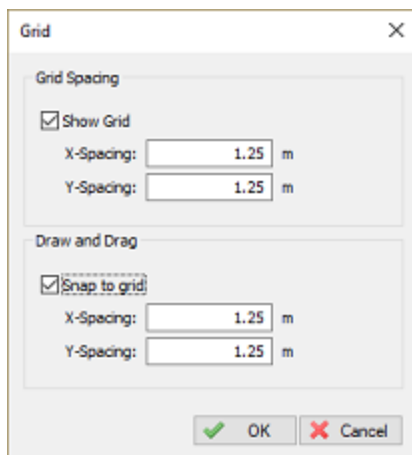 Grid
Grid Spacing
Show Grid
X-Spacing: 1.25 m
Y-Spacing: 1.25 m
Draw and Drag
Snap to grid
X-Spacing: 1.25 m
Y-Spacing: 1.25 m
OK Cancel